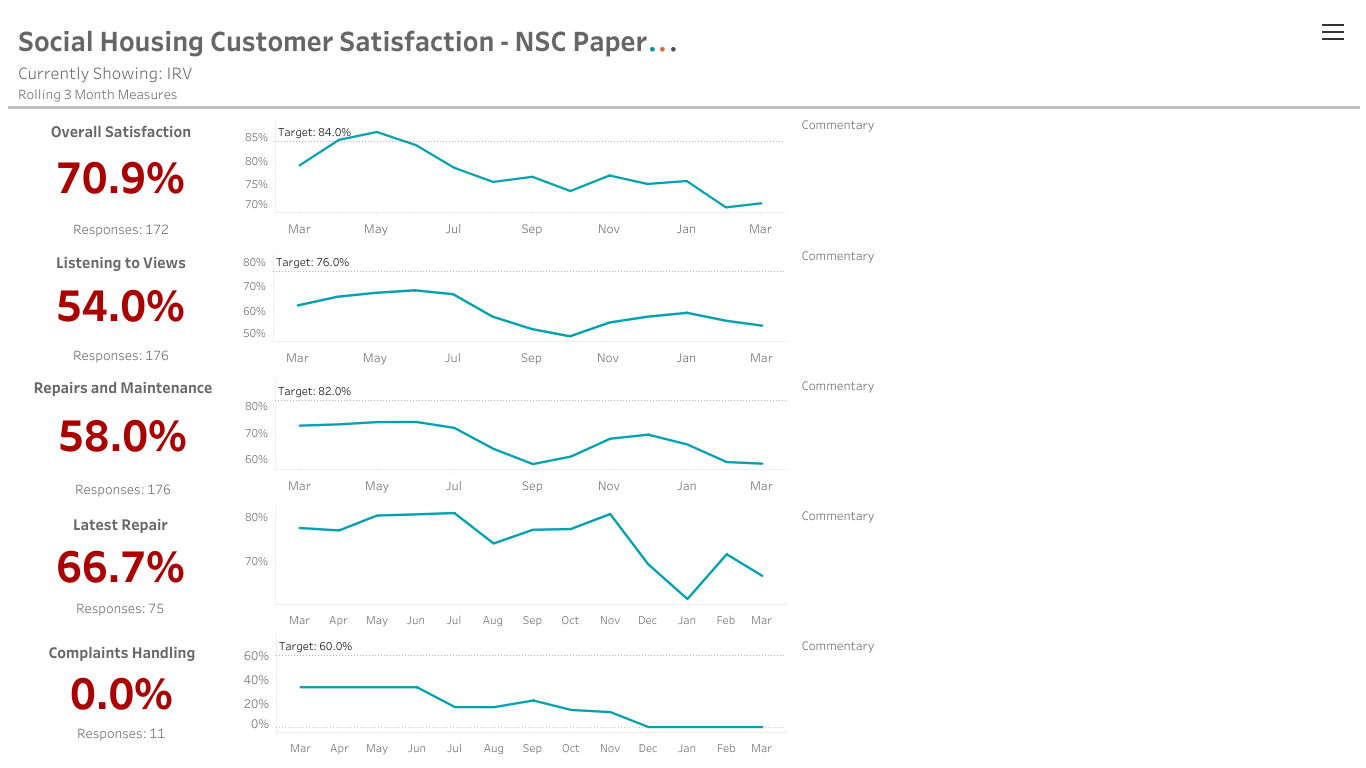 Social Housing Customer Satisfaction - NSC Paper...
Currently Showing: IRV
Rolling 3 Month Measures
Overall Satisfaction
70.9%
Responses: 172
Target: 84.0%
85%
80%
75%
70%
Mar May Jul Sep Nov Jan Mar
Commentary
Listening to Views
54.0%
Responses: 176
Target: 76.0%
80%
70%
60%
50%
Mar May Jul Sep Nov Jan Mar
Commentary
Repairs and Maintenance
58.0%
Responses: 176
Target: 82.0%
80%
70%
60%
Mar May Jul Sep Nov Jan Mar
Commentary
Latest Repair
66.7%
Responses: 75
80%
70%
Mar Apr May Jun Jul Aug Sep Oct Nov Dec Jan Feb Mar
Commentary
Complaints Handling
0.0%
Responses: 11
Target: 60.0%
60%
40%
20%
0%
Mar Apr May Jun Jul Aug Sep Oct Nov Dec Jan Feb Mar
Commentary